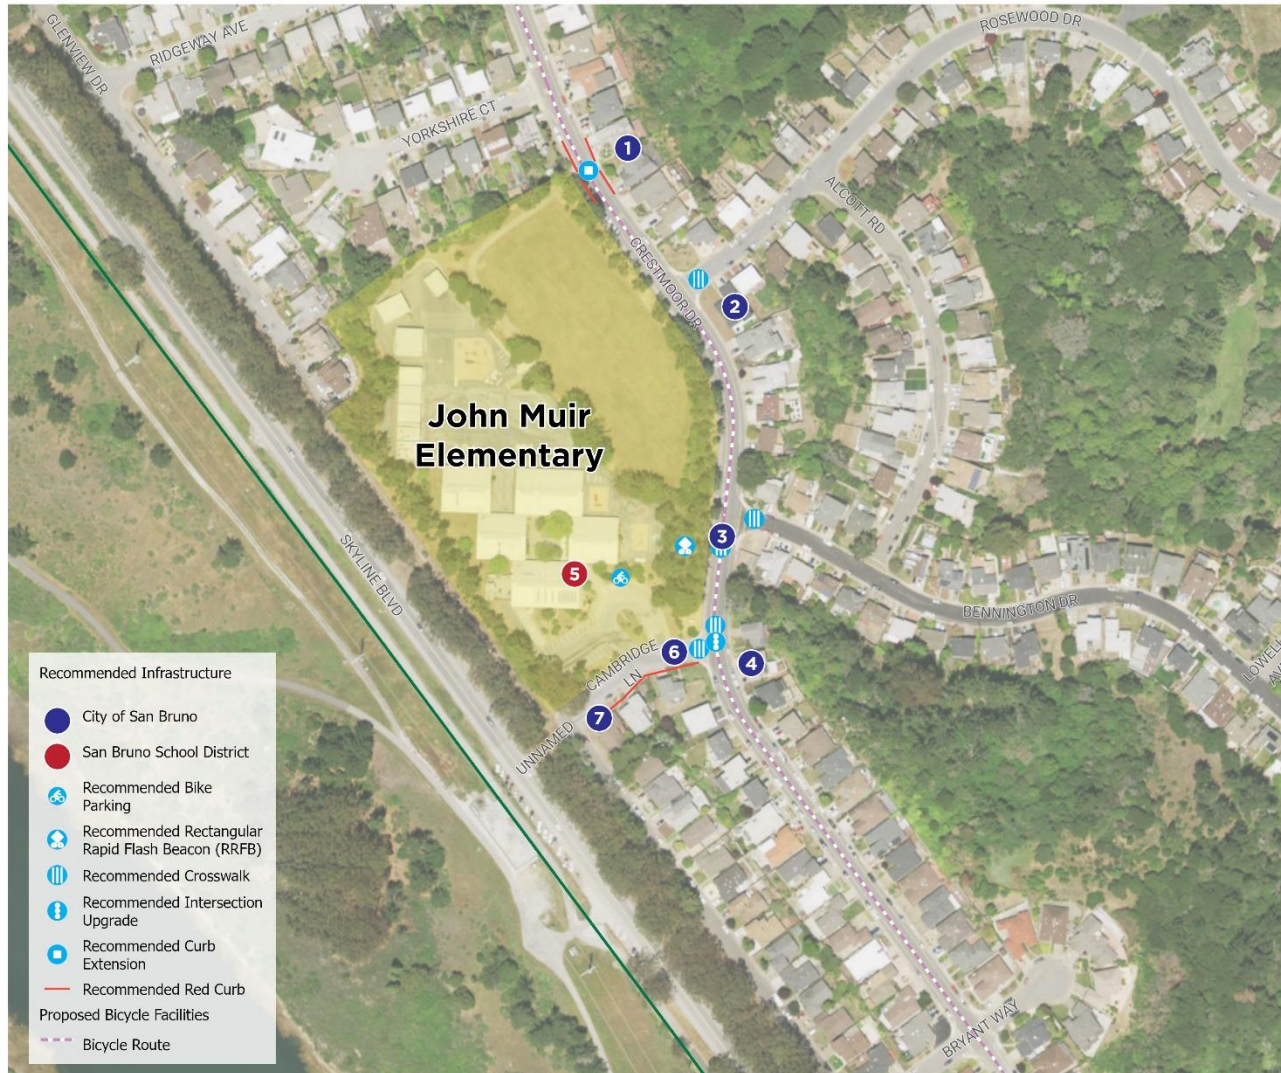 GLENVIEW DR
RIDGEWAY AVE
YORKSHIRE CT
ROSEWOOD DR
ALCOTT RD
1
CRESTMOOR DR
2
John Muir
Elementary
SKYLINE BLVD
3
5
BENNINGTON DR
LOWELL
AV
CAMBRIDGE
LN
6
4
7
UNNAMED
BRYANT WAY
Recommended Infrastructure
City of San Bruno
San Bruno School District
Recommended Bike
Parking
Recommended Rectangular
Rapid Flash Beacon (RRFB)
Recommended Crosswalk
Recommended Intersection
Upgrade
Recommended Curb
Extension
Recommended Red Curb
Proposed Bicycle Facilities
Bicycle Route